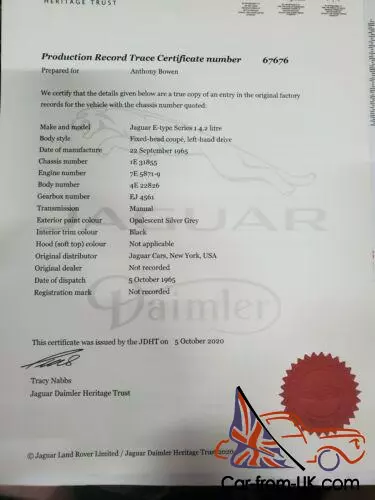 HERITAGE TRUST
Production Record Trace Certificate number 67676
Prepared for Anthony Bowen
We certify that the details given below are a true copy of an entry in the original factory
records for the vehicle with the chassis number quoted:
Make and model Jaguar E-type Series 1 4.2 litre
Body style Fixed-head coupé, left-hand drive
Date of manufacture 22 September 1965
Chassis number 1E 31855
Engine number 7E 5871-9
Body number 4E 22826
Gearbox number EJ 4561
Transmission Manual
Exterior paint colour Opalescent Silver Grey
Interior trim colour Black
Hood (soft top) colour Not applicable
Original distributor Jaguar Cars, New York, USA
Original dealer Not recorded
Date of dispatch 5 October 1965
Registration mark Not recorded
JAGUAR
Daimler
This certificate was issued by the JDHT on 5 October 2020
Tracy Nabbs
Jaguar Daimler Heritage Trust
© Jaguar Land Rover Limited / Jaguar Daimler Heritage Trust 2020
Car-from-UK.com